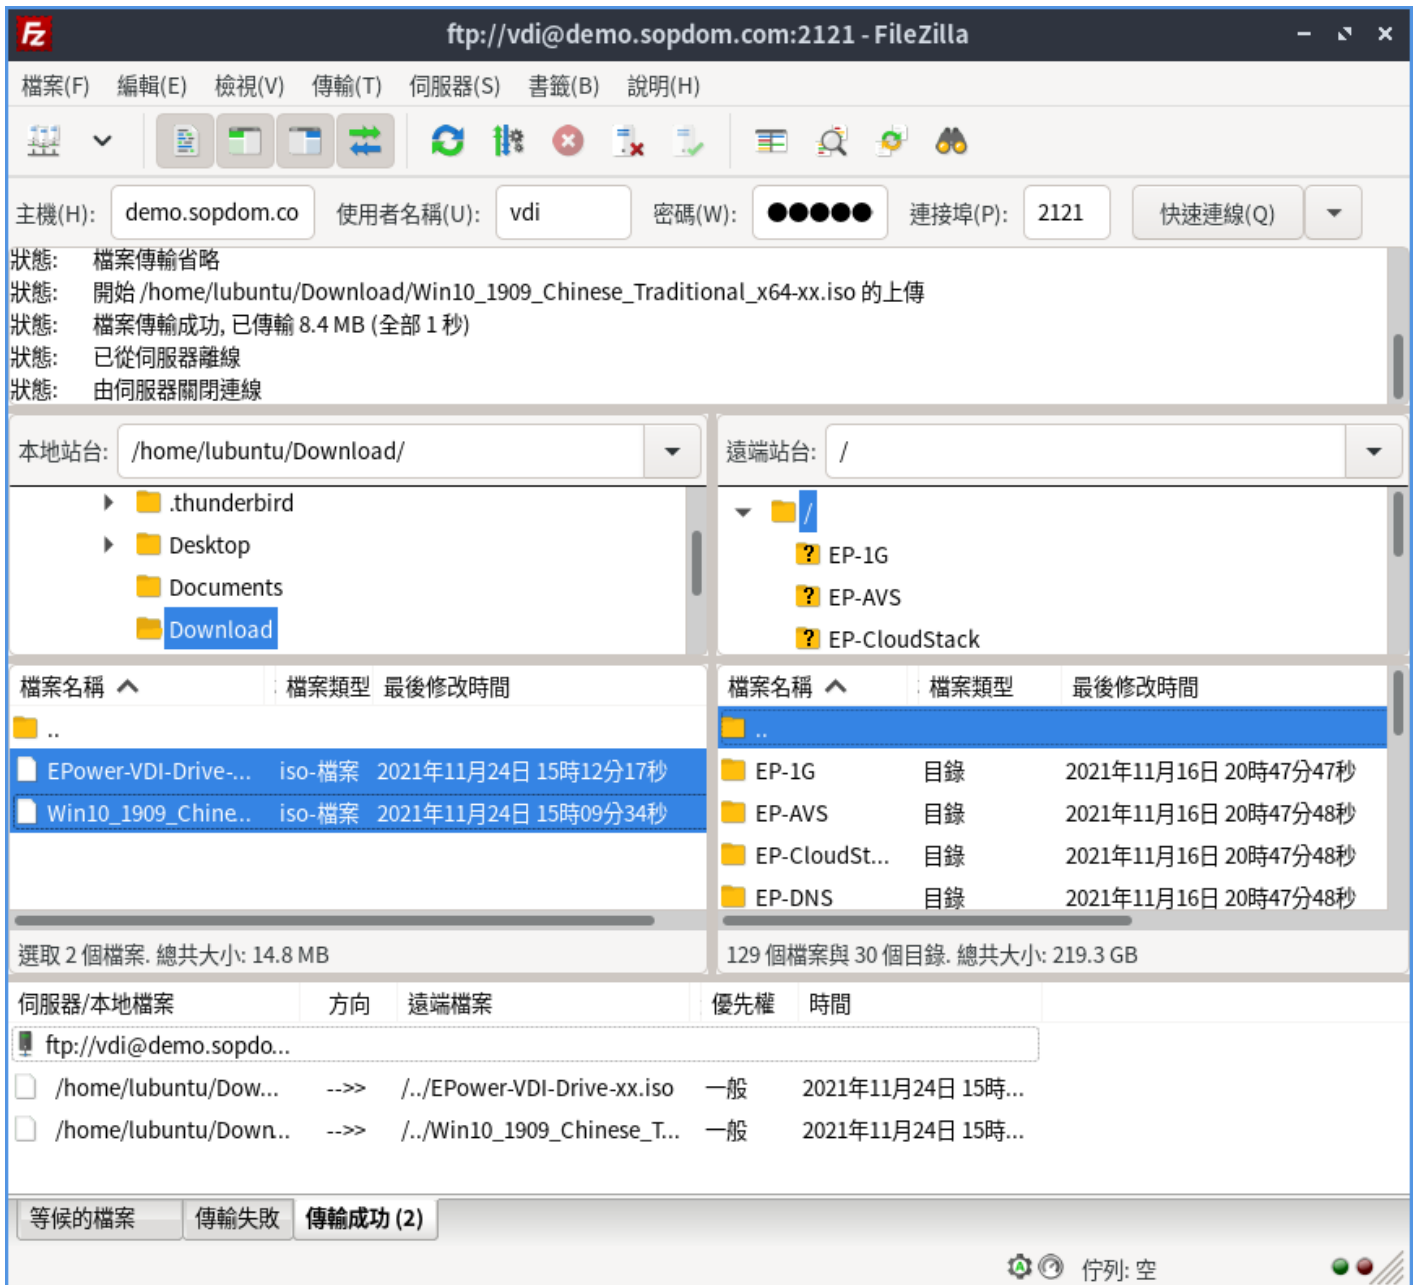 ftp://vdi@demo.sopdom.com:2121 - FileZilla
檔案(F) 編輯(E) 檢視(V) 傳輸(T) 伺服器(S) 書籤(B) 說明(H)
主機(H): demo.sopdom.co 使用者名稱(U): vdi 密碼(W): ●●●●● 連接埠(P): 2121 快速連線(Q)
狀態: 檔案傳輸省略
狀態: 開始 /home/lubuntu/Download/Win10_1909_Chinese_Traditional_x64-xx.iso 的上傳
狀態: 檔案傳輸成功, 已傳輸 8.4 MB (全部 1 秒)
狀態: 已從伺服器離線
狀態: 由伺服器關閉連線
本地站台: /home/lubuntu/Download/
.thunderbird
Desktop
Documents
Download
遠端站台: /
/
EP-1G
EP-AVS
EP-CloudStack
檔案名稱 檔案類型 最後修改時間
..
EPower-VDI-Drive-... iso-檔案 2021年11月24日 15時12分17秒
Win10_1909_Chine... iso-檔案 2021年11月24日 15時09分34秒
選取 2 個檔案. 總共大小: 14.8 MB
檔案名稱 檔案類型 最後修改時間
..
EP-1G 目錄 2021年11月16日 20時47分47秒
EP-AVS 目錄 2021年11月16日 20時47分48秒
EP-CloudSt... 目錄 2021年11月16日 20時47分48秒
EP-DNS 目錄 2021年11月16日 20時47分48秒
129 個檔案與 30 個目錄. 總共大小: 219.3 GB
伺服器/本地檔案 方向 遠端檔案 優先權 時間
ftp://vdi@demo.sopdo...
/home/lubuntu/Dow... -->> /../EPower-VDI-Drive-xx.iso 一般 2021年11月24日 15時...
/home/lubuntu/Down... -->> /../Win10_1909_Chinese_T... 一般 2021年11月24日 15時...
等候的檔案 傳輸失敗 傳輸成功 (2)
佇列: 空